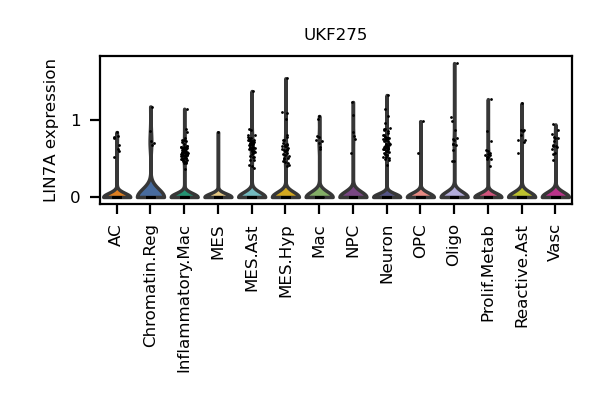 UKF275
LIN7A expression
1
0
AC
Chromatin.Reg
Inflammatory.Mac
MES
MES.Ast
MES.Hyp
Mac
NPC
Neuron
OPC
Oligo
Prolif.Metab
Reactive.Ast
Vasc